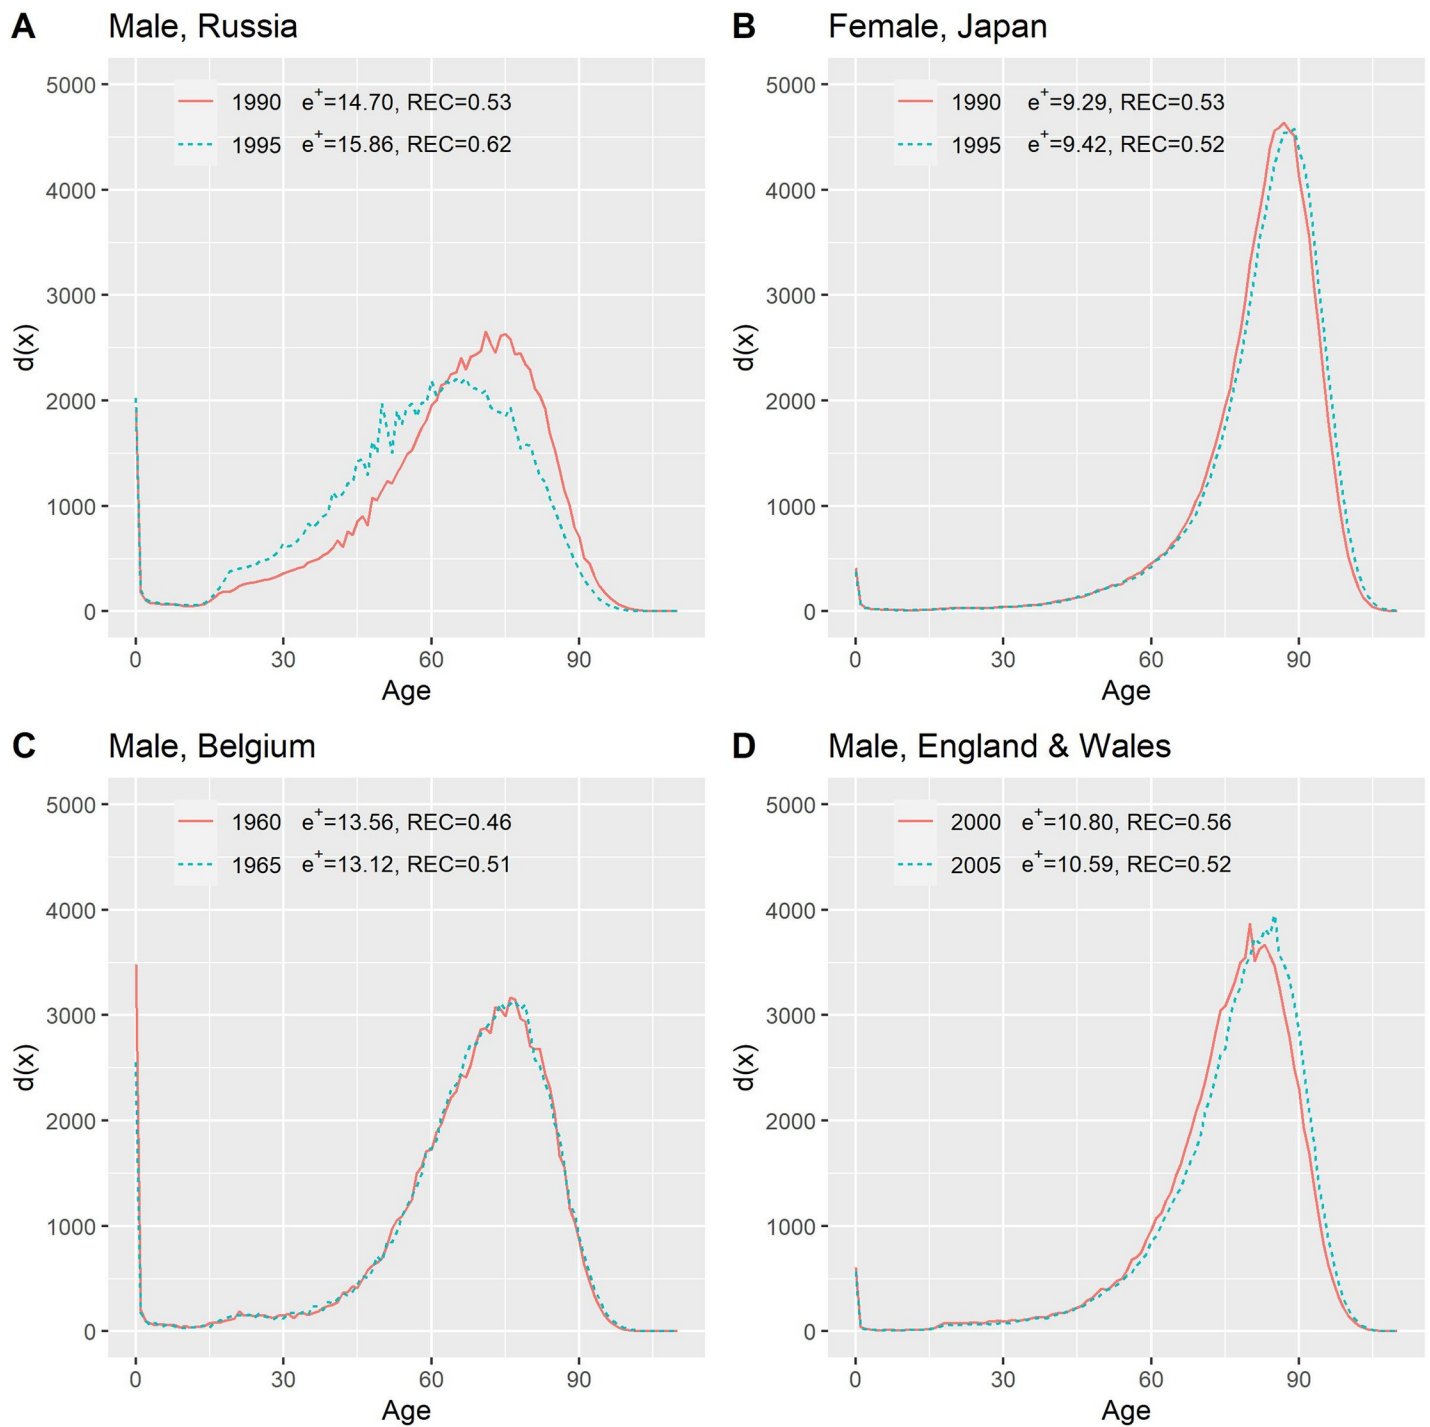 A Male, Russia
5000
4000
3000
2000
1000
0
d(x)
1990 e+=14.70, REC=0.53
1995 e+=15.86, REC=0.62
0 30 60 90
Age
B Female, Japan
5000
4000
3000
2000
1000
0
d(x)
1990 e+=9.29, REC=0.53
1995 e+=9.42, REC=0.52
0 30 60 90
Age
C Male, Belgium
5000
4000
3000
2000
1000
0
d(x)
1960 e+=13.56, REC=0.46
1965 e+=13.12, REC=0.51
0 30 60 90
Age
D Male, England & Wales
5000
4000
3000
2000
1000
0
d(x)
2000 e+=10.80, REC=0.56
2005 e+=10.59, REC=0.52
0 30 60 90
Age